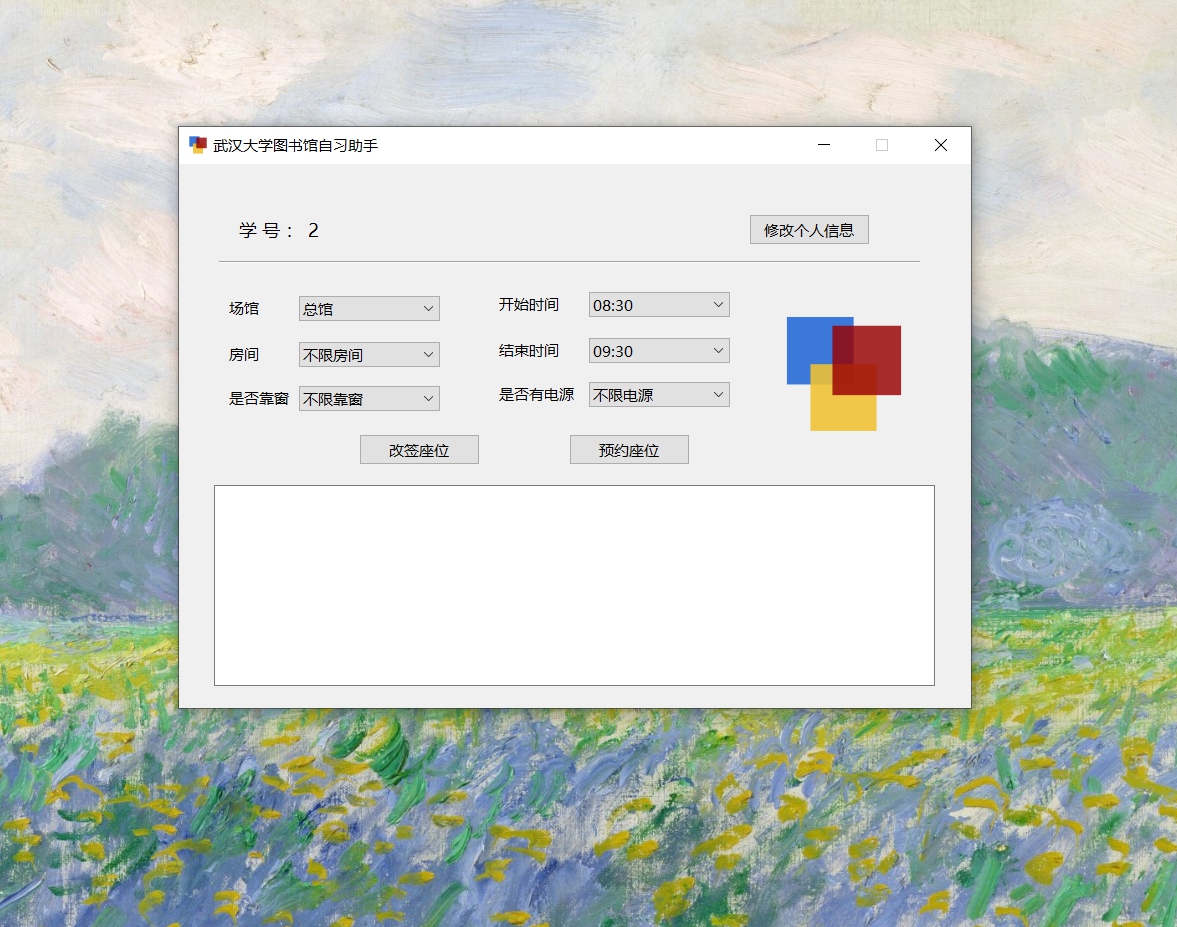 武汉大学图书馆自习助手
学 号： 2
修改个人信息
场馆 总馆 开始时间 08:30
房间 不限房间 结束时间 09:30
是否靠窗 不限靠窗 是否有电源 不限电源
改签座位 预约座位